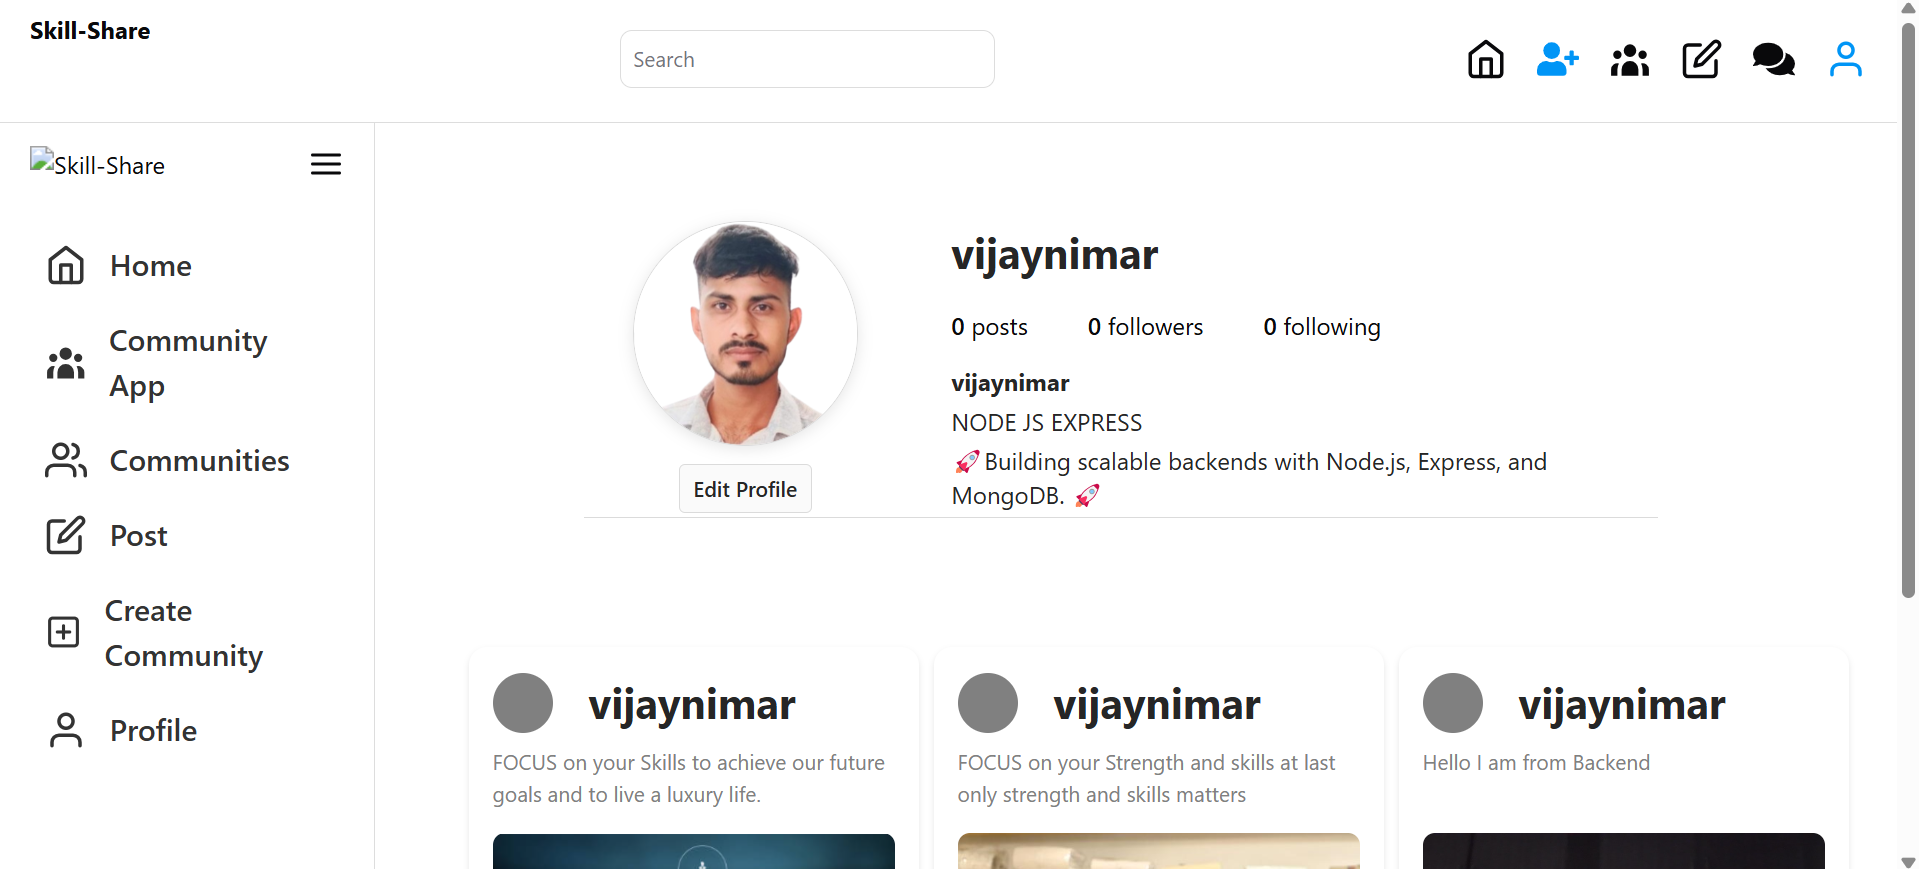 Skill-Share
Search
Skill-Share
Home
Community
App
Communities
Post
Create
Community
Profile
vijaynimar
0 posts 0 followers 0 following
vijaynimar
NODE JS EXPRESS
🚀Building scalable backends with Node.js, Express, and
MongoDB. 🚀
Edit Profile
vijaynimar
FOCUS on your Skills to achieve our future
goals and to live a luxury life.
vijaynimar
FOCUS on your Strength and skills at last
only strength and skills matters
vijaynimar
Hello I am from Backend